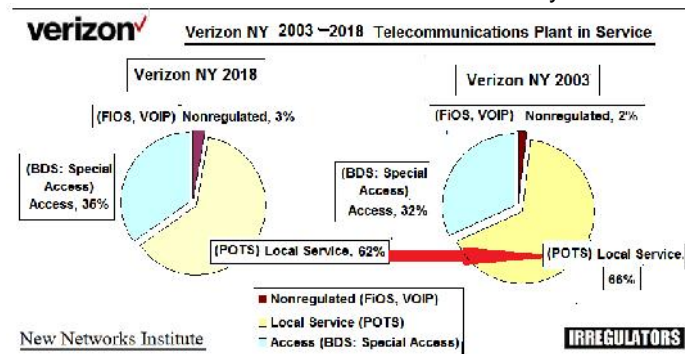 verizon
Verizon NY 2003 –2018 Telecommunications Plant in Service
Verizon NY 2018
Verizon NY 2003
(FIOS, VOIP) Nonregulated, 3%
(FiOS, VOIP) Nonregulated, 2%
(BDS: Special
Access)
Access, 36%
(BDS: Special
Access)
Access, 32%
(POTS) Local Service, 62%
(POTS) Local Service,
66%
Nonregulated (FiOS, VOIP)
Local Service (POTS)
Access (BDS: Special Access)
New Networks Institute
IRREGULATORS